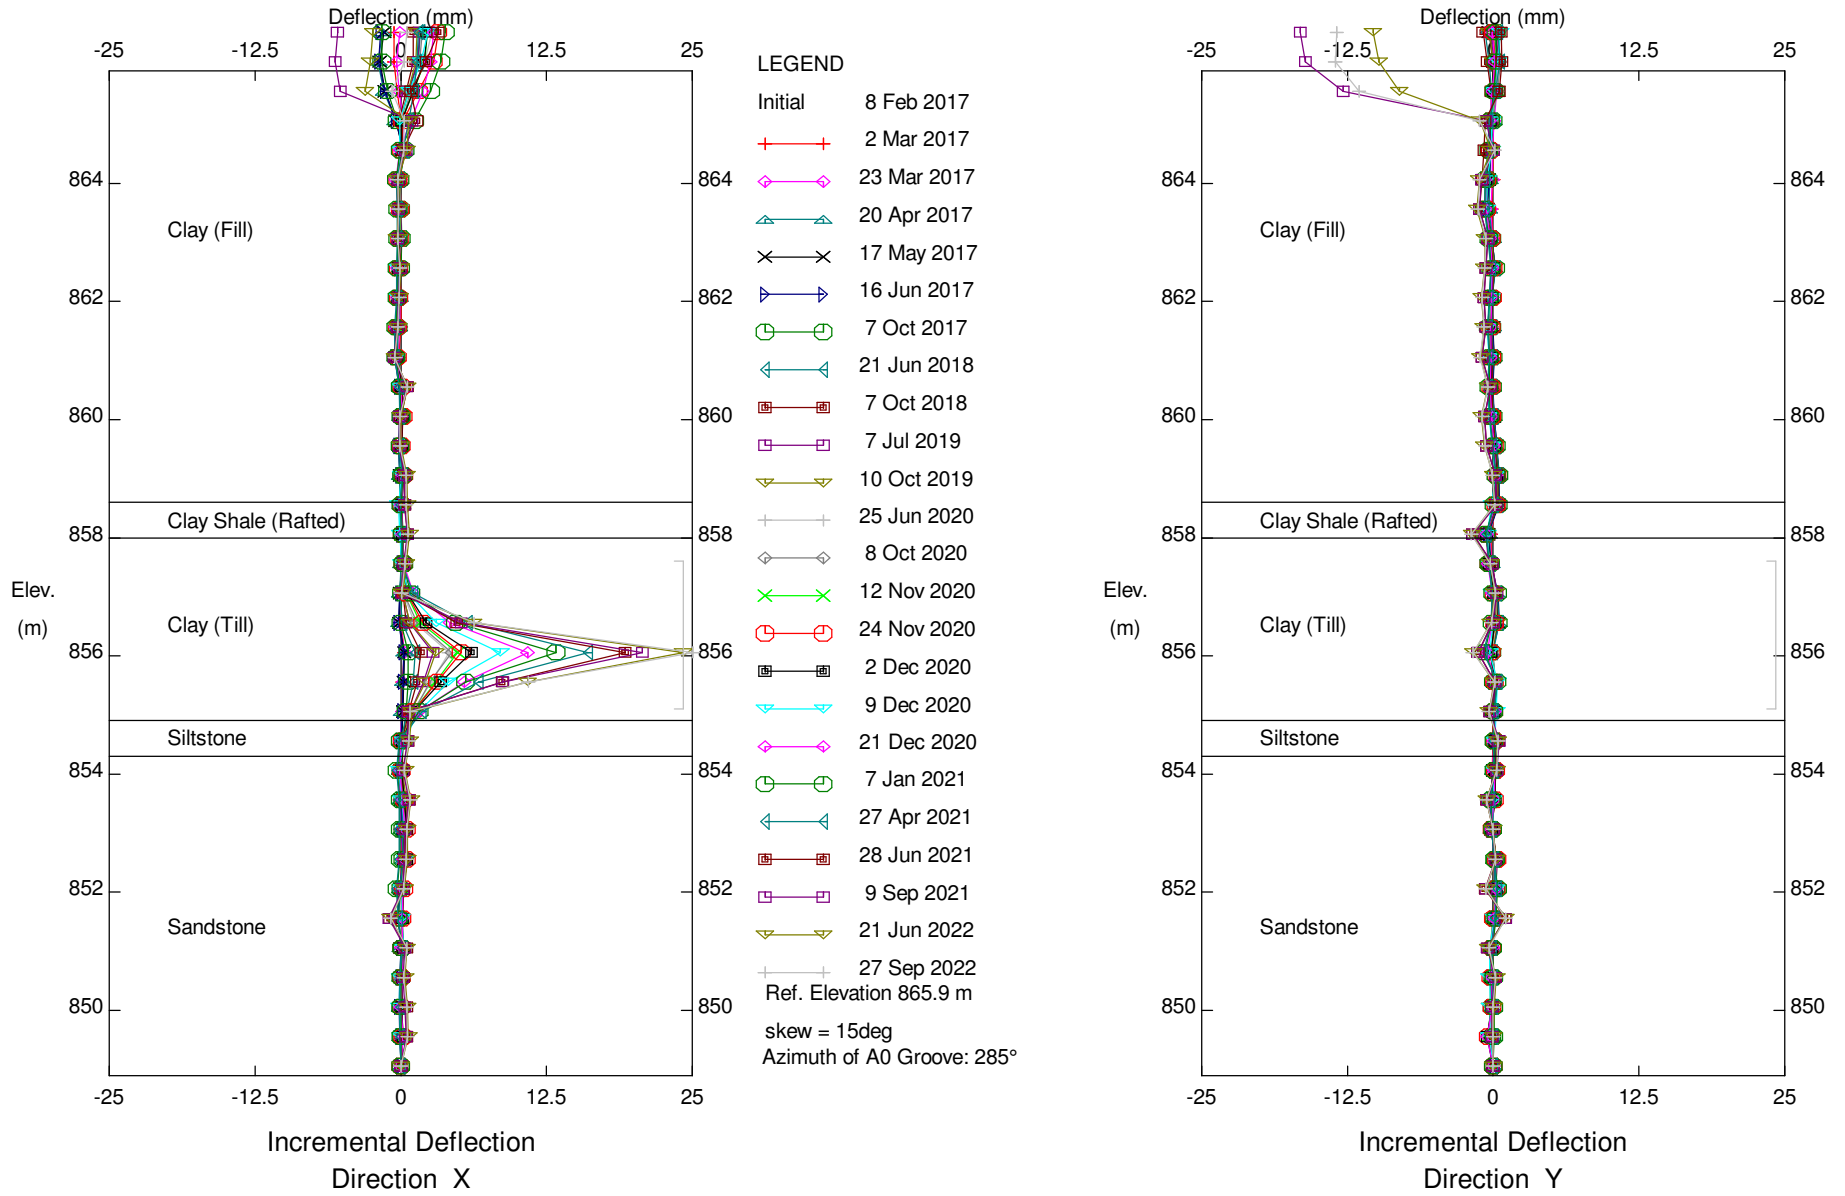 Deflection (mm)
-25 -12.5 0 12.5 25
864 864
862 862
860 860
858 858
856 856
854 854
852 852
850 850
Elev.
(m)
Clay (Fill)
Clay Shale (Rafted)
Clay (Till)
Siltstone
Sandstone
-25 -12.5 0 12.5 25
Incremental Deflection
Direction X
LEGEND
Initial 8 Feb 2017
2 Mar 2017
23 Mar 2017
20 Apr 2017
17 May 2017
16 Jun 2017
7 Oct 2017
21 Jun 2018
7 Oct 2018
7 Jul 2019
10 Oct 2019
25 Jun 2020
8 Oct 2020
12 Nov 2020
24 Nov 2020
2 Dec 2020
9 Dec 2020
21 Dec 2020
7 Jan 2021
27 Apr 2021
28 Jun 2021
9 Sep 2021
21 Jun 2022
27 Sep 2022
Ref. Elevation 865.9 m
skew = 15deg
Azimuth of A0 Groove: 285°
Deflection (mm)
-25 -12.5 0 12.5 25
864 864
862 862
860 860
858 858
856 856
854 854
852 852
850 850
Elev.
(m)
Clay (Fill)
Clay Shale (Rafted)
Clay (Till)
Siltstone
Sandstone
-25 -12.5 0 12.5 25
Incremental Deflection
Direction Y